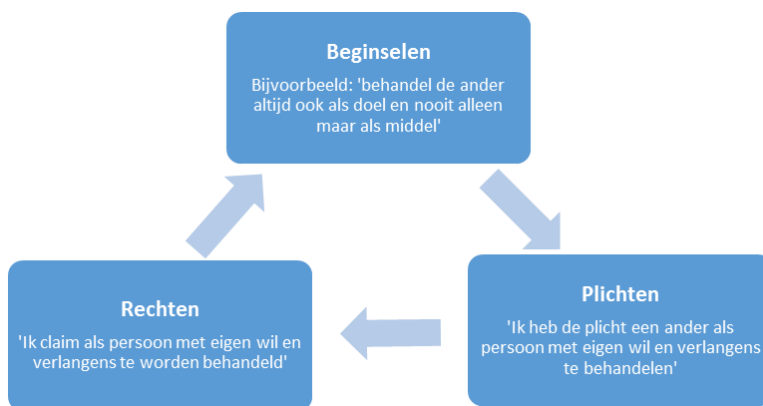 Beginselen
Bijvoorbeeld: 'behandel de ander
altijd ook als doel en nooit alleen
maar als middel'
Plichten
'Ik heb de plicht een ander als
persoon met eigen wil en verlangens
te behandelen'
Rechten
'Ik claim als persoon met eigen wil en
verlangens te worden behandeld'